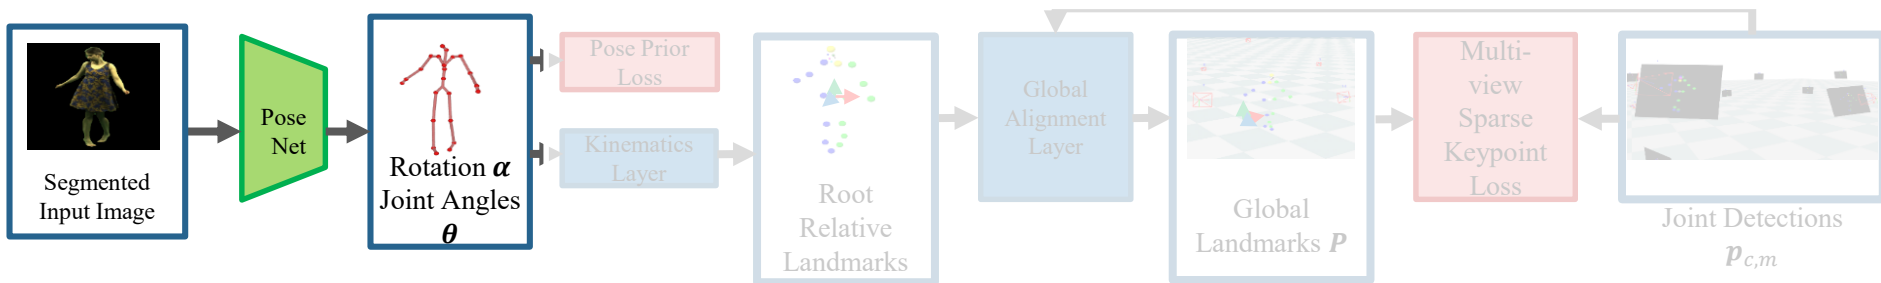 Segmented
Input Image
Pose
Net
Rotation α
Joint Angles
θ
Pose Prior
Loss
Kinematics
Layer
Root
Relative
Landmarks
Global
Alignment
Layer
Global
Landmarks P
Multi-
view
Sparse
Keypoint
Loss
Joint Detections
p_{c,m}